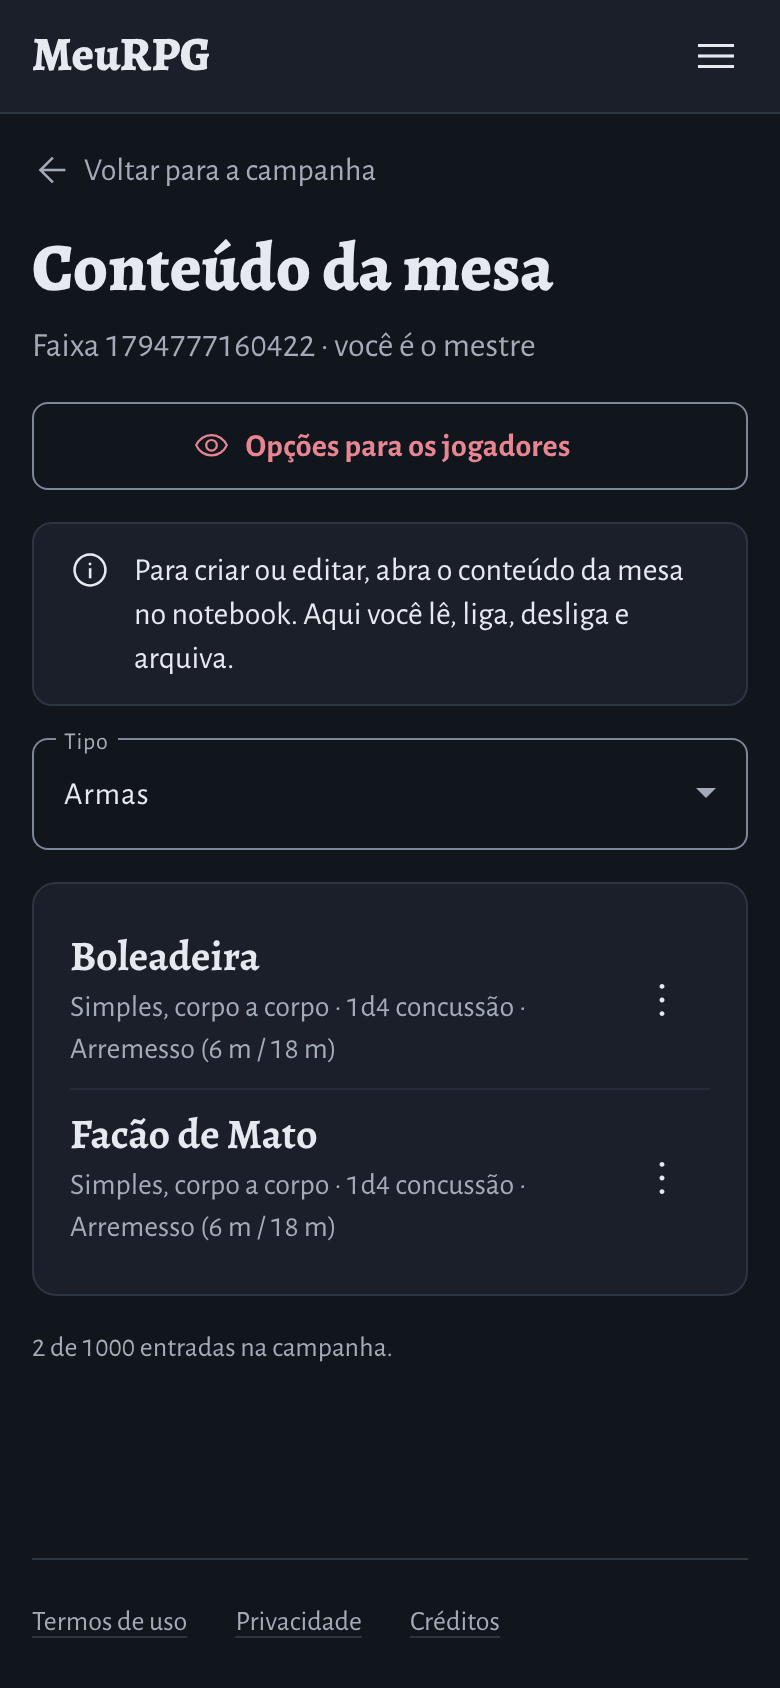 MeuRPG
Voltar para a campanha
Conteúdo da mesa
Faixa 1794777160422 · você é o mestre
Opções para os jogadores
Para criar ou editar, abra o conteúdo da mesa
no notebook. Aqui você lê, liga, desliga e
arquiva.
Tipo
Armas
Boleadeira
Simples, corpo a corpo · 1d4 concussão ·
Arremesso (6 m / 18 m)
Facão de Mato
Simples, corpo a corpo · 1d4 concussão ·
Arremesso (6 m / 18 m)
2 de 1000 entradas na campanha.
Termos de uso Privacidade Créditos